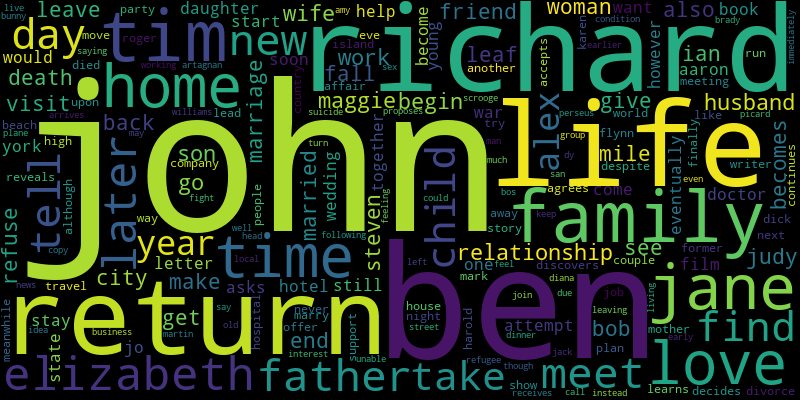 john
richard
ben
life
return
family
tim
home
time
jane
love
elizabeth
father
take
meet
find
day
new
year
later
tell
child
alex
leave
daughter
wife
help
friend
woman
want
also
book
party
move
start
roger
eve
island
become
young
leaf
another
karen
earlier
brady
live
bunny
saying
would
died
artagnan
working
soon
country
work
fall
affair
sex
accepts
scrooge
however
ian
aaron
meeting
run
condition
immediately
amy
death
visit
upon
plane
beach
arrives
williams
lead
back
marriage
suicide
maggie
begin
proposes
war
try
man
much
perseus
group
give
world
flynn
like
picard
husband
york
high
reveals
although
may
son
company
go
fight
turn
married
wedding
together
feeling
steven
could
bos
san
agrees
dy
mile
despite
come
eventually
finally
writer
becomes
continues
doctor
dick
former
next
film
judy
refuse
way
letter
city
travel
copy
make
asks
well
head
local
people
following
hotel
still
relationship
one
feel
mark
away
keep
story
discovers
see
couple
diana
due
job
news
stay
state
idea
business
get
jo
martin
say
old
hospital
never
marry
offer
end
interest
support
unable
left
house
night
street
harold
join
dinner
attempt
leaving
bob
plan
living
mother
early
meanwhile
refugee
jack
though
show
receives
call
instead
learns
decides
divorce
even